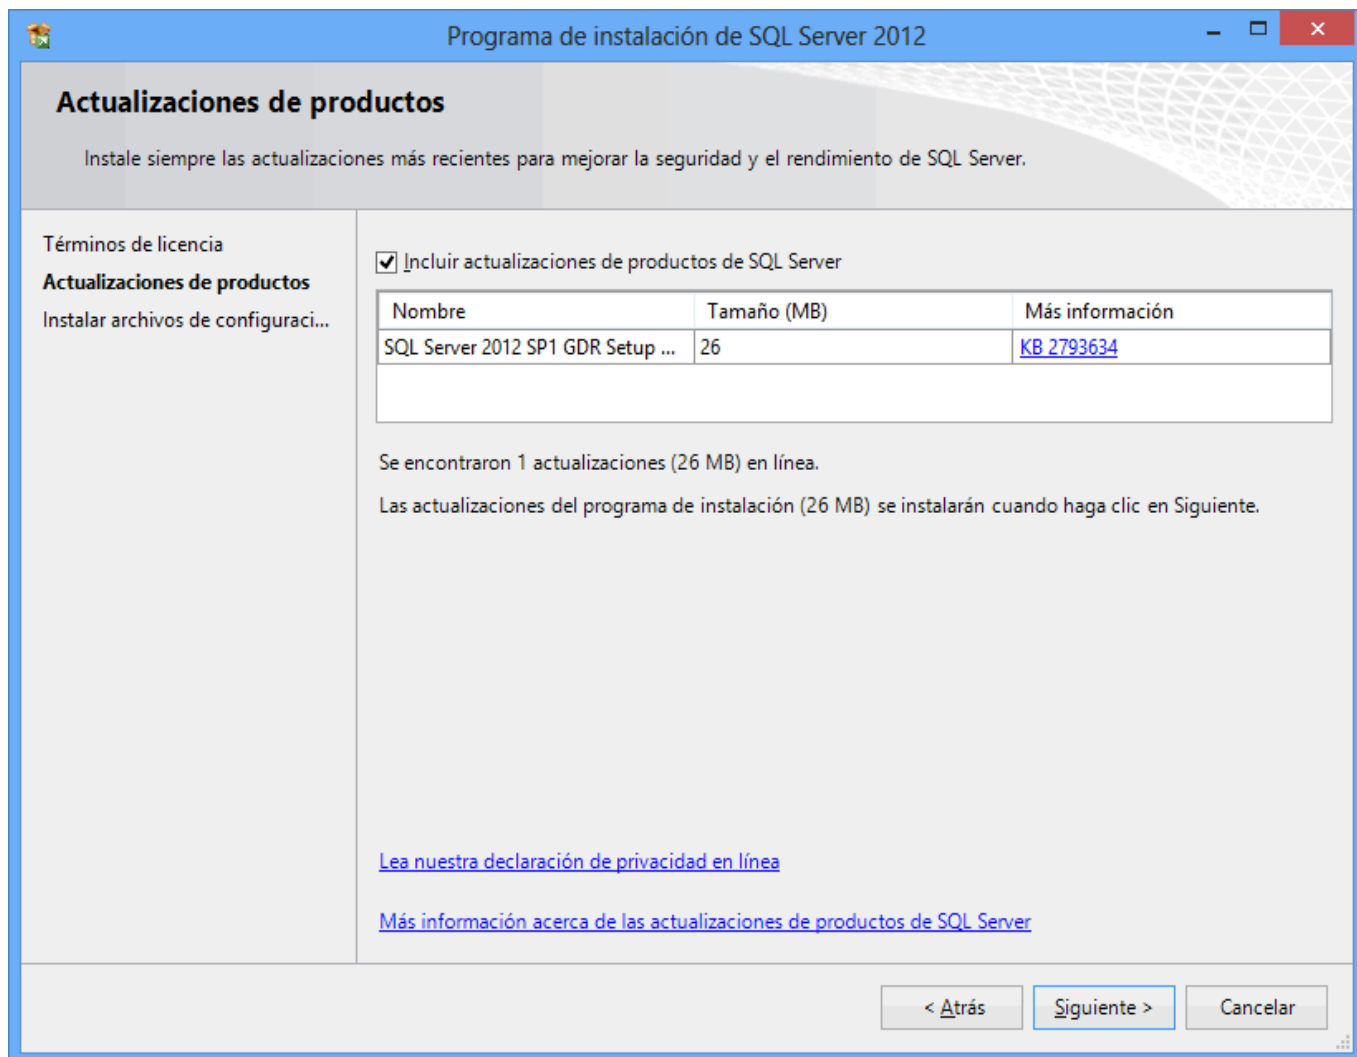 Programa de instalación de SQL Server 2012
Actualizaciones de productos
Instale siempre las actualizaciones más recientes para mejorar la seguridad y el rendimiento de SQL Server.
Términos de licencia
Actualizaciones de productos
Instalar archivos de configuraci...
Incluir actualizaciones de productos de SQL Server
Nombre Tamaño (MB) Más información
SQL Server 2012 SP1 GDR Setup ... 26 KB 2793634
Se encontraron 1 actualizaciones (26 MB) en línea.
Las actualizaciones del programa de instalación (26 MB) se instalarán cuando haga clic en Siguiente.
Lea nuestra declaración de privacidad en línea
Más información acerca de las actualizaciones de productos de SQL Server
< Atrás Siguiente > Cancelar